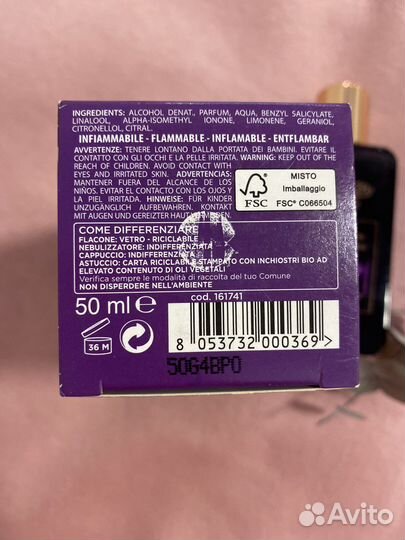 INGREDIENTS: ALCOHOL DENAT., PARFUM, AQUA, BENZYL SALICYLATE,
LINALOOL, ALPHA-ISOMETHYL IONONE, LIMONENE, GERANIOL,
CITRONELLOL, CITRAL.
INFIAMMABILE - FLAMMABLE - INFLAMABLE - ENTFLAMBAR
AVVERTENZE: TENERE LONTANO DALLA PORTATA DEI BAMBINI. EVITARE IL
CONTATTO CON GLI OCCHI E LA PELLE IRRITATA. WARNING: KEEP OUT OF THE
REACH OF CHILDREN. AVOID CONTACT WITH
EYES AND IRRITATED SKIN. ADVERTENCIAS:
MANTENER FUERA DEL ALCANCE DE LOS
NIÑOS. EVITAR EL CONTACTO CON LOS OJOS Y
LA PIEL IRRITADA. HINWEISE: FÜR KINDER
UNZUGÄNGLICH AUFBEWAHREN. KONTAKT
MIT AUGEN UND GEREIZTER HAUT VERMEIDEN.
FSC
MISTO
Imballaggio
FSC® C066504
COME DIFFERENZIARE
FLACONE: VETRO - RICICLABILE
NEBULIZZATORE: INDIFFERENZIATA
CAPPUCCIO: INDIFFERENZIATA
ASTUCCIO: CARTA RICICLABILE STAMPATO CON INCHIOSTRI BIO AD
ELEVATO CONTENUTO DI OLI VEGETALI
Verifica sempre le modalità di raccolta del tuo Comune
NON DISPERDERE NELL'AMBIENTE
50 ml e
cod. 161741
36 M
8 053732 000369 >
50G4BP0
Avito